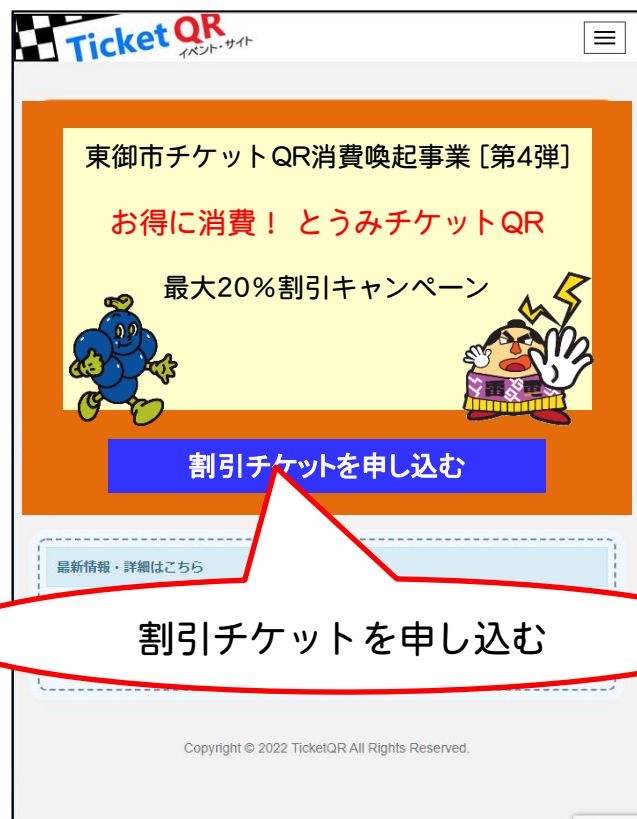 TicketQR
イベント・サイト
東御市チケットQR消費喚起事業［第4弾］
お得に消費！ とうみチケットQR
最大20％割引キャンペーン
雷電
割引チケットを申し込む
最新情報・詳細はこちら
割引チケットを申し込む
Copyright © 2022 TicketQR All Rights Reserved.